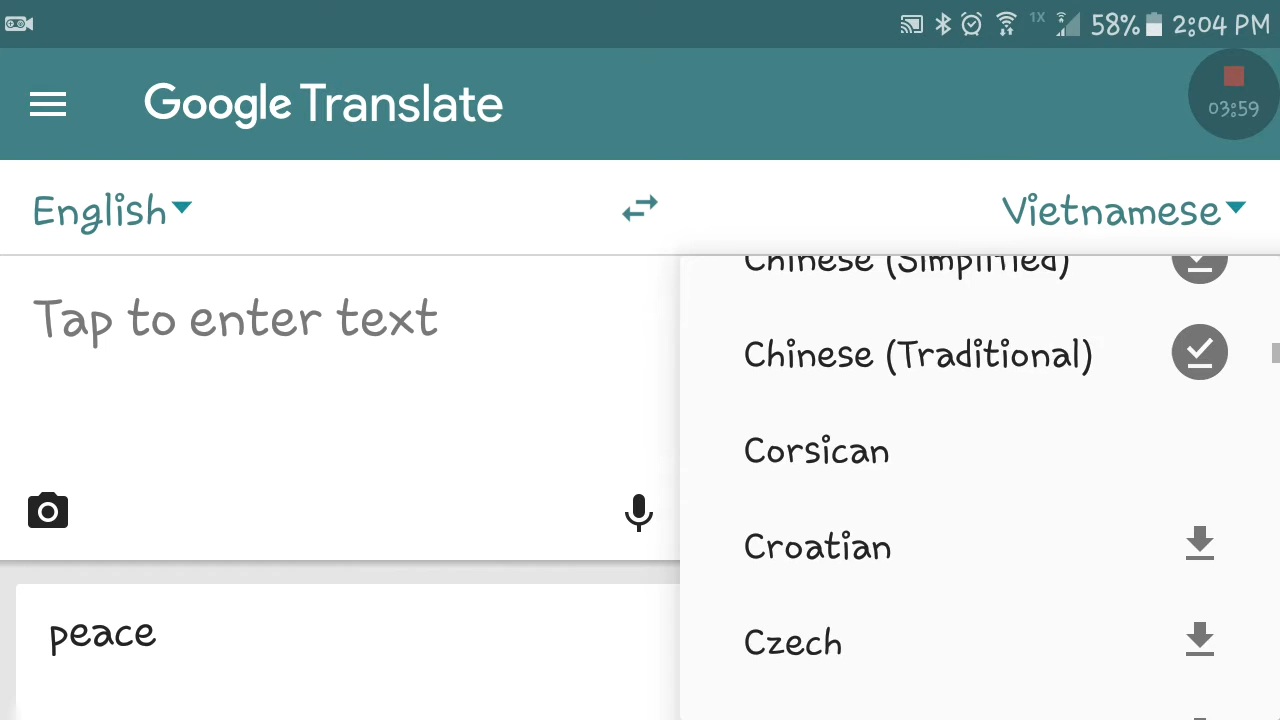 1X 58% 2:04 PM
Google Translate
03:59
English Vietnamese
Tap to enter text
Chinese (Simplified)
Chinese (Traditional)
Corsican
Croatian
Czech
peace